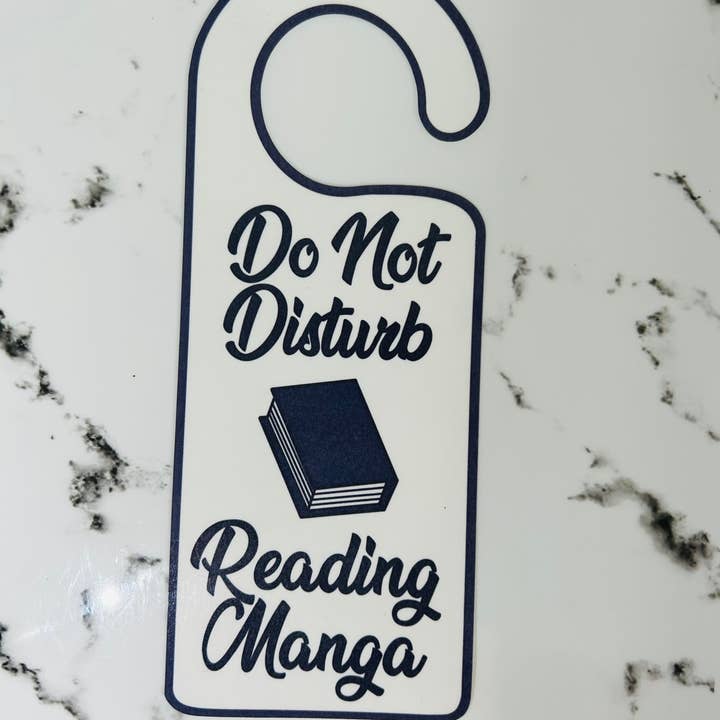 Do Not
Disturb
Reading
Manga